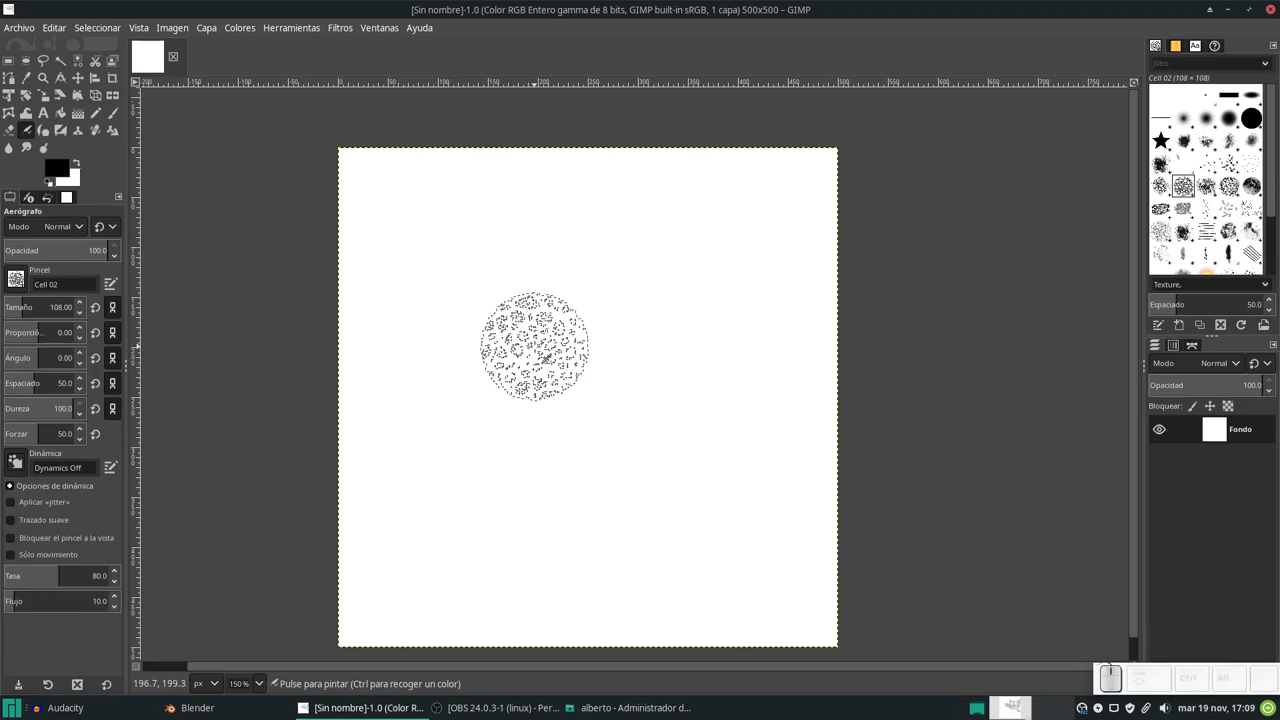 [Sin nombre]-1.0 (Color RGB Entero gamma de 8 bits, GIMP built-in sRGB, 1 capa) 500x500 – GIMP
Archivo Editar Seleccionar Vista Imagen Capa Colores Herramientas Filtros Ventanas Ayuda
filtro
Cell 02 (108 × 108)
Aerógrafo
Modo Normal
Opacidad 100.0
Pincel
Cell 02
Tamaño 108.00
Proporció... 0.00
Ángulo 0.00
Espaciado 50.0
Dureza 100.0
Forzar 50.0
Dinámica
Dynamics Off
Opciones de dinámica
Aplicar «jitter»
Trazado suave
Bloquear el pincel a la vista
Sólo movimiento
Tasa 80.0
Flujo 10.0
Texture,
Espaciado 50.0
Modo Normal
Opacidad 100.0
Bloquear:
Fondo
196.7, 199.3 px 150% Pulse para pintar (Ctrl para recoger un color)
Ctrl Alt
Audacity Blender [Sin nombre]-1.0 (Color R... [OBS 24.0.3-1 (linux) - Per... alberto - Administrador d... mar 19 nov, 17:09